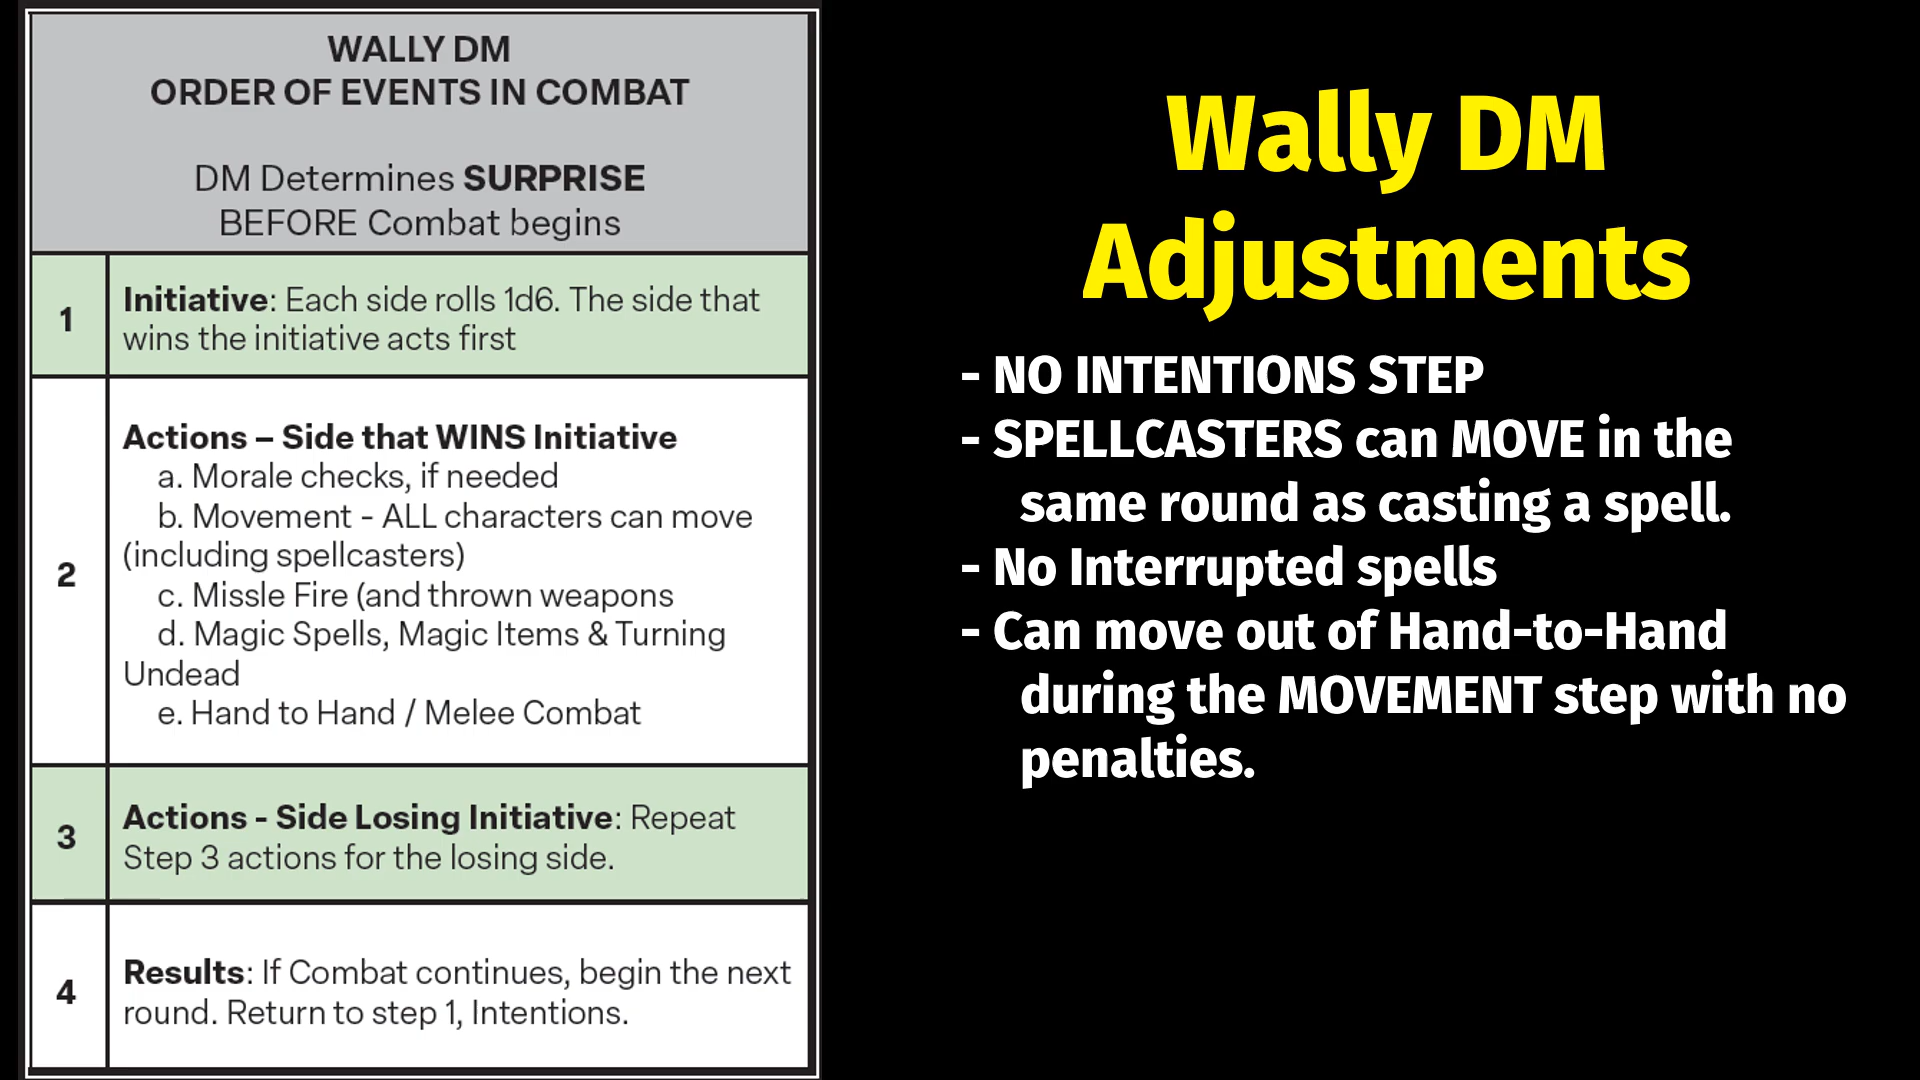 WALLY DM
ORDER OF EVENTS IN COMBAT
DM Determines SURPRISE
BEFORE Combat begins
1
Initiative: Each side rolls 1d6. The side that
wins the initiative acts first
2
Actions – Side that WINS Initiative
a. Morale checks, if needed
b. Movement - ALL characters can move
(including spellcasters)
c. Missle Fire (and thrown weapons
d. Magic Spells, Magic Items & Turning
Undead
e. Hand to Hand / Melee Combat
3
Actions - Side Losing Initiative: Repeat
Step 3 actions for the losing side.
4
Results: If Combat continues, begin the next
round. Return to step 1, Intentions.
Wally DM
Adjustments
- NO INTENTIONS STEP
- SPELLCASTERS can MOVE in the
same round as casting a spell.
- No Interrupted spells
- Can move out of Hand-to-Hand
during the MOVEMENT step with no
penalties.